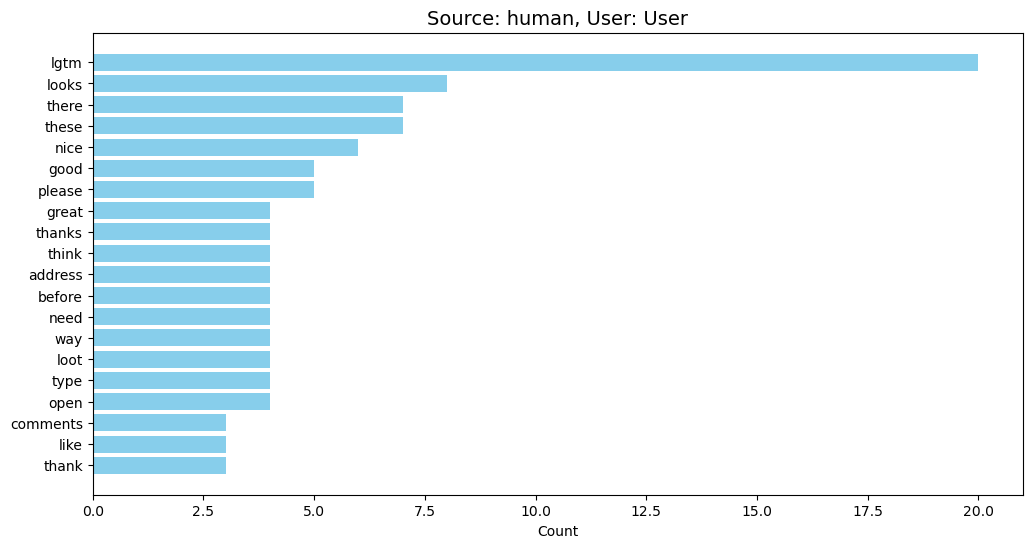 Source: human, User: User
lgtm
looks
there
these
nice
good
please
great
thanks
think
address
before
need
way
loot
type
open
comments
like
thank
0.0 2.5 5.0 7.5 10.0 12.5 15.0 17.5 20.0
Count